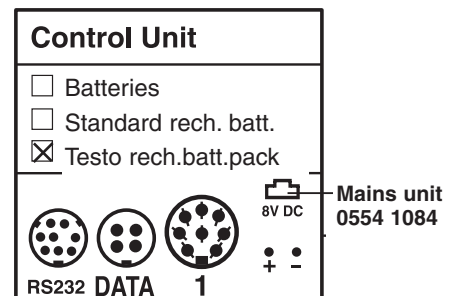 Control Unit
Batteries
Standard rech. batt.
Testo rech.batt.pack
8V DC
Mains unit
0554 1084
+ -
RS232 DATA 1